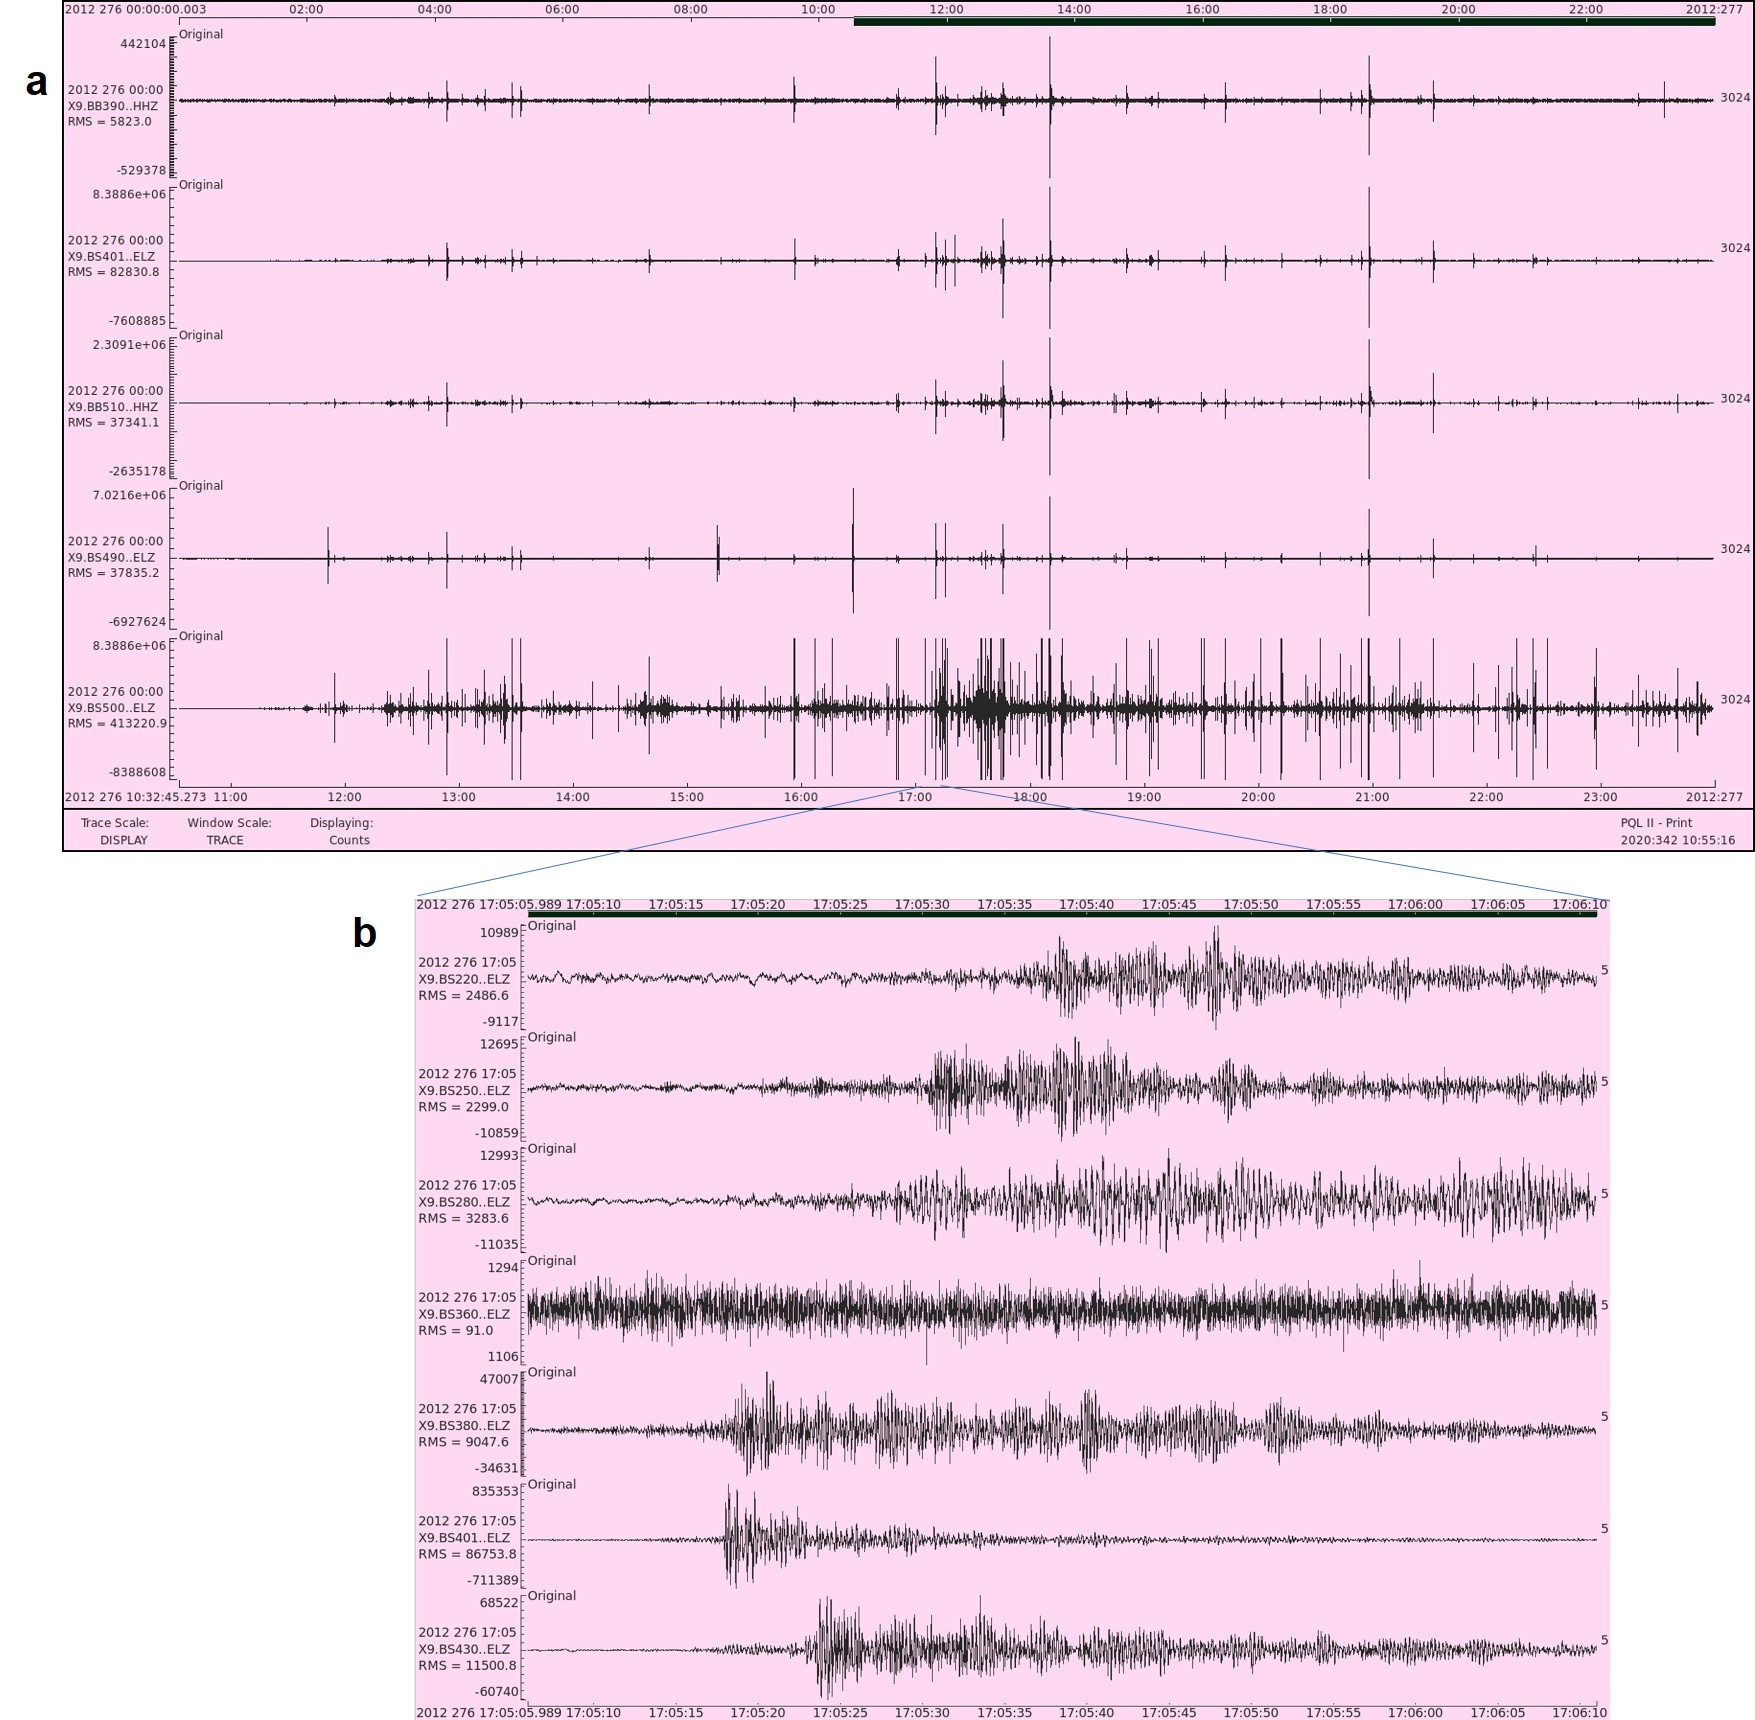 2012 276 00:00:00.003 02:00 04:00 06:00 08:00 10:00 12:00 14:00 16:00 18:00 20:00 22:00 2012:277
a
Original
442104
2012 276 00:00
X9.BB390..HHZ
RMS = 5823.0
-529378
3024
Original
8.3886e+06
2012 276 00:00
X9.BS401..ELZ
RMS = 82830.8
-7608885
3024
Original
2.3091e+06
2012 276 00:00
X9.BB510..HHZ
RMS = 37341.1
-2635178
3024
Original
7.0216e+06
2012 276 00:00
X9.BS490..ELZ
RMS = 37835.2
-6927624
3024
Original
8.3886e+06
2012 276 00:00
X9.BS500..ELZ
RMS = 413220.9
-8388608
3024
2012 276 10:32:45.273 11:00 12:00 13:00 14:00 15:00 16:00 17:00 18:00 19:00 20:00 21:00 22:00 23:00 2012:277
Trace Scale: Window Scale: Displaying: PQL II - Print
DISPLAY TRACE Counts 2020:342 10:55:16
b
2012 276 17:05:05.989 17:05:10 17:05:15 17:05:20 17:05:25 17:05:30 17:05:35 17:05:40 17:05:45 17:05:50 17:05:55 17:06:00 17:06:05 17:06:10
Original
10989
2012 276 17:05
X9.BS220..ELZ
RMS = 2486.6
-9117
5
Original
12695
2012 276 17:05
X9.BS250..ELZ
RMS = 2299.0
-10859
5
Original
12993
2012 276 17:05
X9.BS280..ELZ
RMS = 3283.6
-11035
5
Original
1294
2012 276 17:05
X9.BS360..ELZ
RMS = 91.0
1106
5
Original
47007
2012 276 17:05
X9.BS380..ELZ
RMS = 9047.6
-34631
5
Original
835353
2012 276 17:05
X9.BS401..ELZ
RMS = 86753.8
-711389
5
Original
68522
2012 276 17:05
X9.BS430..ELZ
RMS = 11500.8
-60740
5
2012 276 17:05:05.989 17:05:10 17:05:15 17:05:20 17:05:25 17:05:30 17:05:35 17:05:40 17:05:45 17:05:50 17:05:55 17:06:00 17:06:05 17:06:10